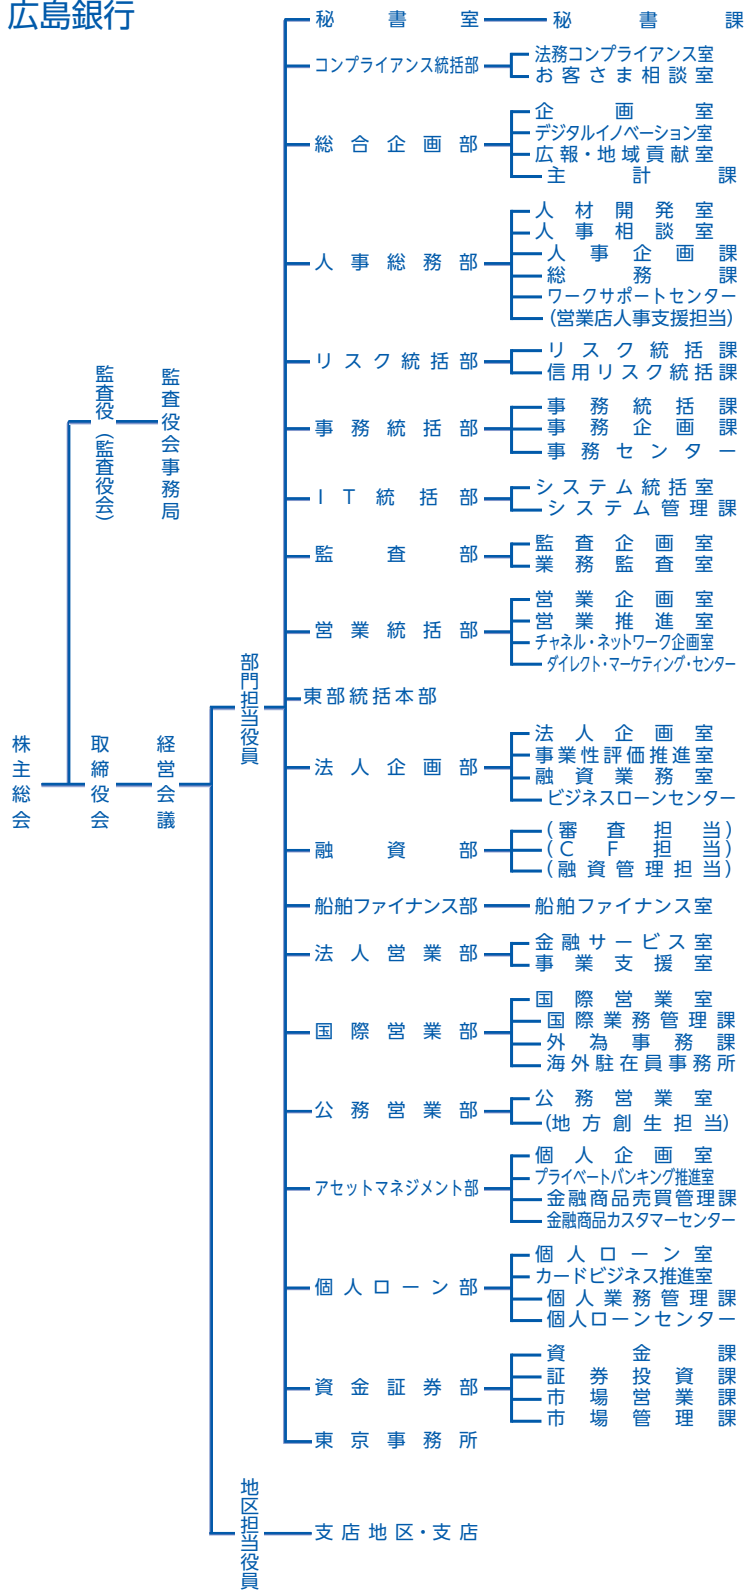 広島銀行
株主総会
監査役（監査役会）
監査役会事務局
取締役会
経営会議
部門担当役員
秘書室
秘書課
コンプライアンス統括部
法務コンプライアンス室
お客さま相談室
総合企画部
企画室
デジタルイノベーション室
広報・地域貢献室
主計課
人事総務部
人材開発室
人事相談室
人事企画課
総務課
ワークサポートセンター
(営業店人事支援担当)
リスク統括部
リスク統括課
信用リスク統括課
事務統括部
事務統括課
事務企画課
事務センター
IT統括部
システム統括室
システム管理課
監査部
監査企画室
業務監査室
営業統括部
営業企画室
営業推進室
チャネル・ネットワーク企画室
ダイレクト・マーケティング・センター
東部統括本部
法人企画部
法人企画室
事業性評価推進室
融資業務室
ビジネスローンセンター
融資部
(審査担当)
(CF担当)
(融資管理担当)
船舶ファイナンス部
船舶ファイナンス室
法人営業部
金融サービス室
事業支援室
国際営業部
国際営業室
国際業務管理課
外為事務課
海外駐在員事務所
公務営業部
公務営業室
(地方創生担当)
アセットマネジメント部
個人企画室
プライベートバンキング推進室
金融商品売買管理課
金融商品カスタマーセンター
個人ローン部
個人ローン室
カードビジネス推進室
個人業務管理課
個人ローンセンター
資金証券部
資金課
証券投資課
市場営業課
市場管理課
東京事務所
地区担当役員
支店地区・支店